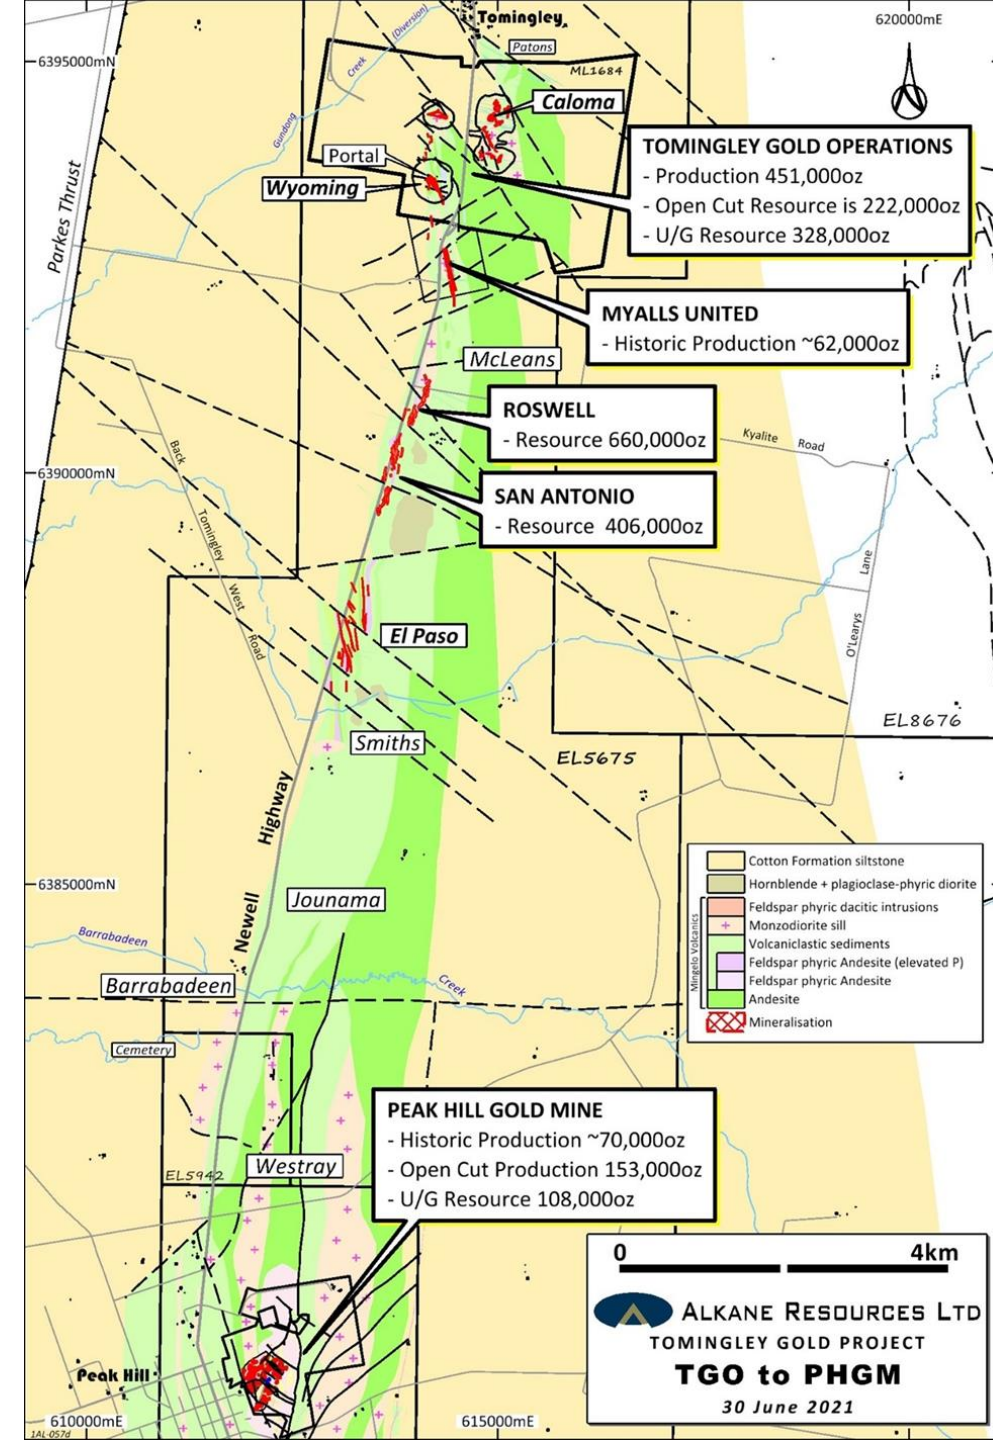 Tomingley
620000mE
Patons
6395000mN
Creek
(Diversion)
Gundong
ML1684
Caloma
TOMINGLEY GOLD OPERATIONS
- Production 451,000oz
- Open Cut Resource is 222,000oz
- U/G Resource 328,000oz
Portal
Wyoming
Parkes Thrust
MYALLS UNITED
- Historic Production ~62,000oz
McLeans
ROSWELL
- Resource 660,000oz
Kyalite Road
6390000mN
SAN ANTONIO
- Resource 406,000oz
Back
Tomingley
West
Road
Lane
O'Learys
El Paso
EL8676
Smiths
EL5675
Highway
Newell
6385000mN
Jounama
Cotton Formation siltstone
Hornblende + plagioclase-phyric diorite
Mingelo Volcanics
Feldspar phyric dacitic intrusions
Monzodiorite sill
Volcaniclastic sediments
Feldspar phyric Andesite (elevated P)
Feldspar phyric Andesite
Andesite
Mineralisation
Barrabadeen
Creek
Barrabadeen
Cemetery
PEAK HILL GOLD MINE
- Historic Production ~70,000oz
- Open Cut Production 153,000oz
- U/G Resource 108,000oz
Westray
EL5942
0 4km
ALKANE RESOURCES LTD
TOMINGLEY GOLD PROJECT
TGO to PHGM
30 June 2021
Peak Hill
610000mE
615000mE
1AL-057d